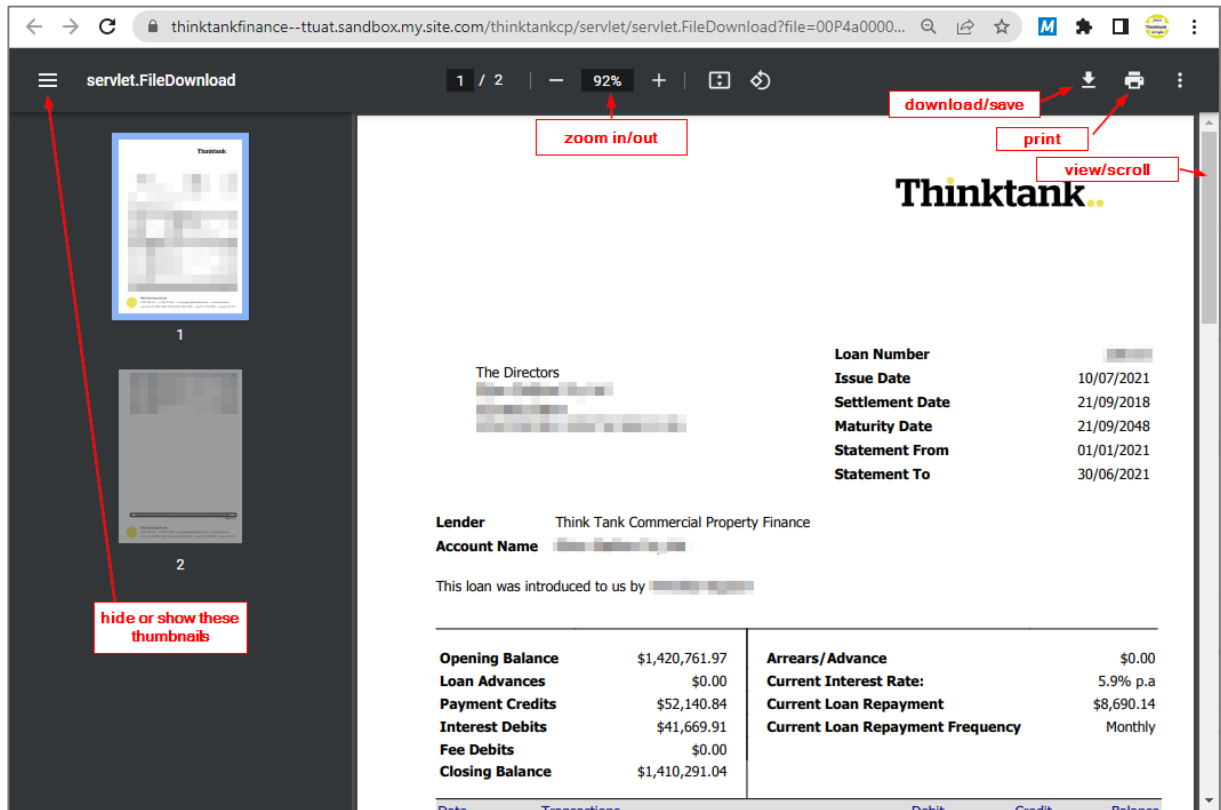 thinktankfinance--ttuat.sandbox.my.site.com/thinktankcp/servlet/servlet.FileDownload?file=00P4a0000...
servlet.FileDownload
1 / 2
92%
download/save
zoom in/out
print
view/scroll
Thinktank..
Thinktank
1
2
hide or show these
thumbnails
The Directors
Loan Number
Issue Date 10/07/2021
Settlement Date 21/09/2018
Maturity Date 21/09/2048
Statement From 01/01/2021
Statement To 30/06/2021
Lender Think Tank Commercial Property Finance
Account Name
This loan was introduced to us by
Opening Balance $1,420,761.97 Arrears/Advance $0.00
Loan Advances $0.00 Current Interest Rate: 5.9% p.a
Payment Credits $52,140.84 Current Loan Repayment $8,690.14
Interest Debits $41,669.91 Current Loan Repayment Frequency Monthly
Fee Debits $0.00
Closing Balance $1,410,291.04
Date Transactions Debit Credit Balance